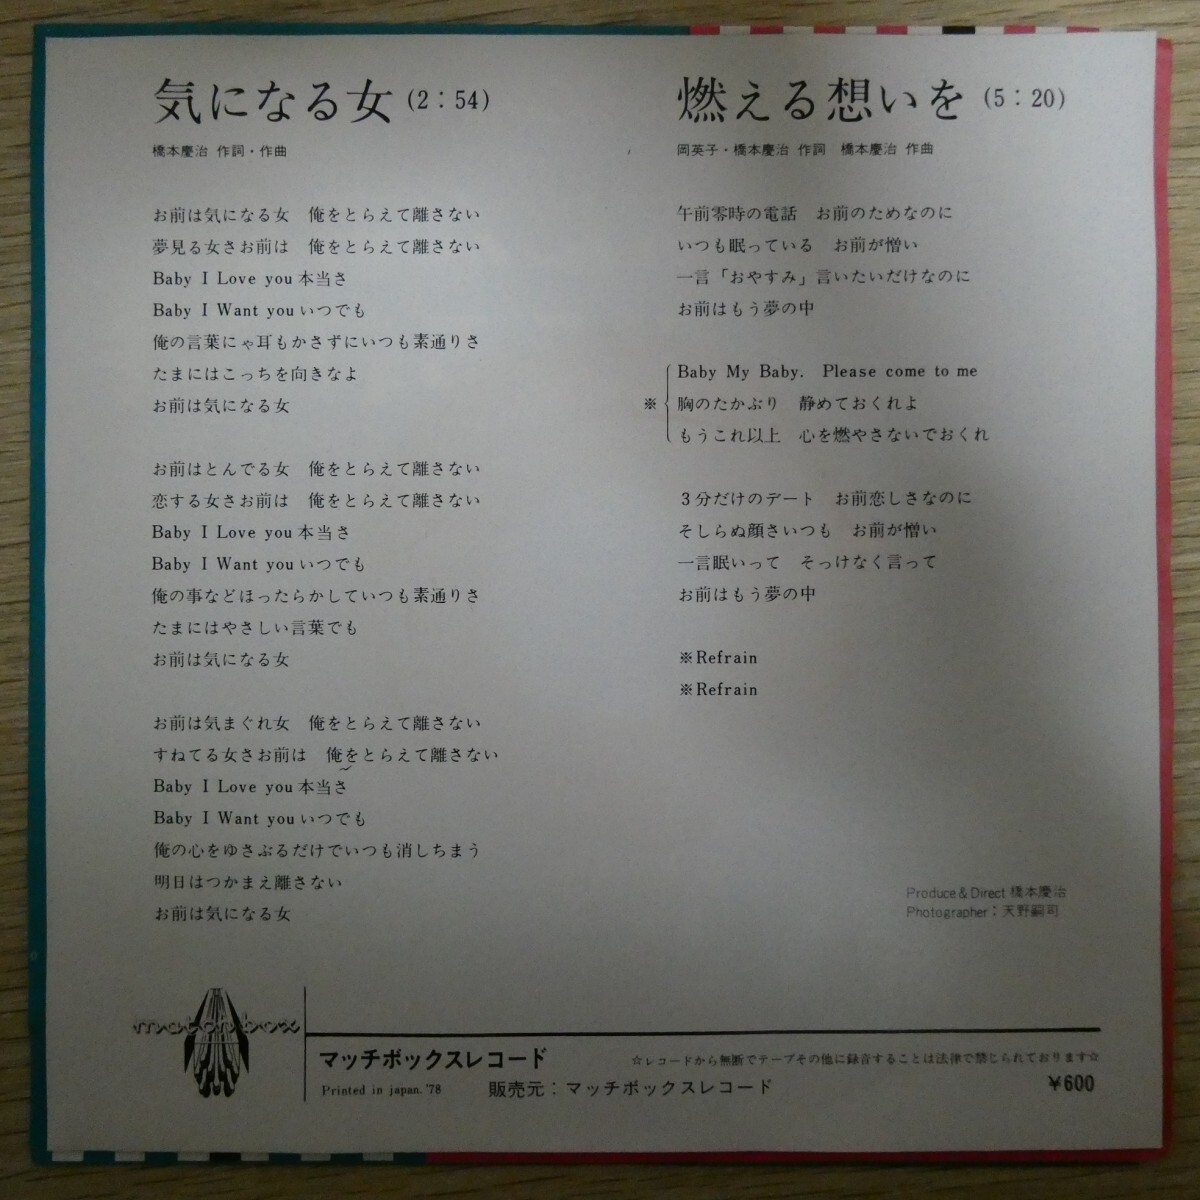 気になる女 (2：54)
橋本慶治 作詞・作曲
お前は気になる女　俺をとらえて離さない
夢見る女さお前は　俺をとらえて離さない
Baby I Love you 本当さ
Baby I Want you いつでも
俺の言葉にゃ耳もかさずにいつも素通りさ
たまにはこっちを向きなよ
お前は気になる女
お前はとんでる女　俺をとらえて離さない
恋する女さお前は　俺をとらえて離さない
Baby I Love you 本当さ
Baby I Want you いつでも
俺の事などほったらかしていつも素通りさ
たまにはやさしい言葉でも
お前は気になる女
お前は気まぐれ女　俺をとらえて離さない
すねてる女さお前は　俺をとらえて離さない
Baby I Love you 本当さ
Baby I Want you いつでも
俺の心をゆさぶるだけでいつも消しちまう
明日はつかまえ離さない
お前は気になる女
燃える想いを (5：20)
岡英子・橋本慶治 作詞　橋本慶治 作曲
午前零時の電話　お前のためなのに
いつも眠っている　お前が憎い
一言「おやすみ」言いたいだけなのに
お前はもう夢の中
Baby My Baby.　Please come to me
※ 胸のたかぶり　静めておくれよ
もうこれ以上　心を燃やさないでおくれ
３分だけのデート　お前恋しさなのに
そしらぬ顔さいつも　お前が憎い
一言眠いって　そっけなく言って
お前はもう夢の中
※Refrain
※Refrain
Produce & Direct 橋本慶治
Photographer：天野嗣司
matchbox
マッチボックスレコード
☆レコードから無断でテープその他に録音することは法律で禁じられております☆
Printed in japan. '78
販売元：マッチボックスレコード
¥600